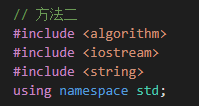 // 方法二
#include <algorithm>
#include <iostream>
#include <string>
using namespace std;